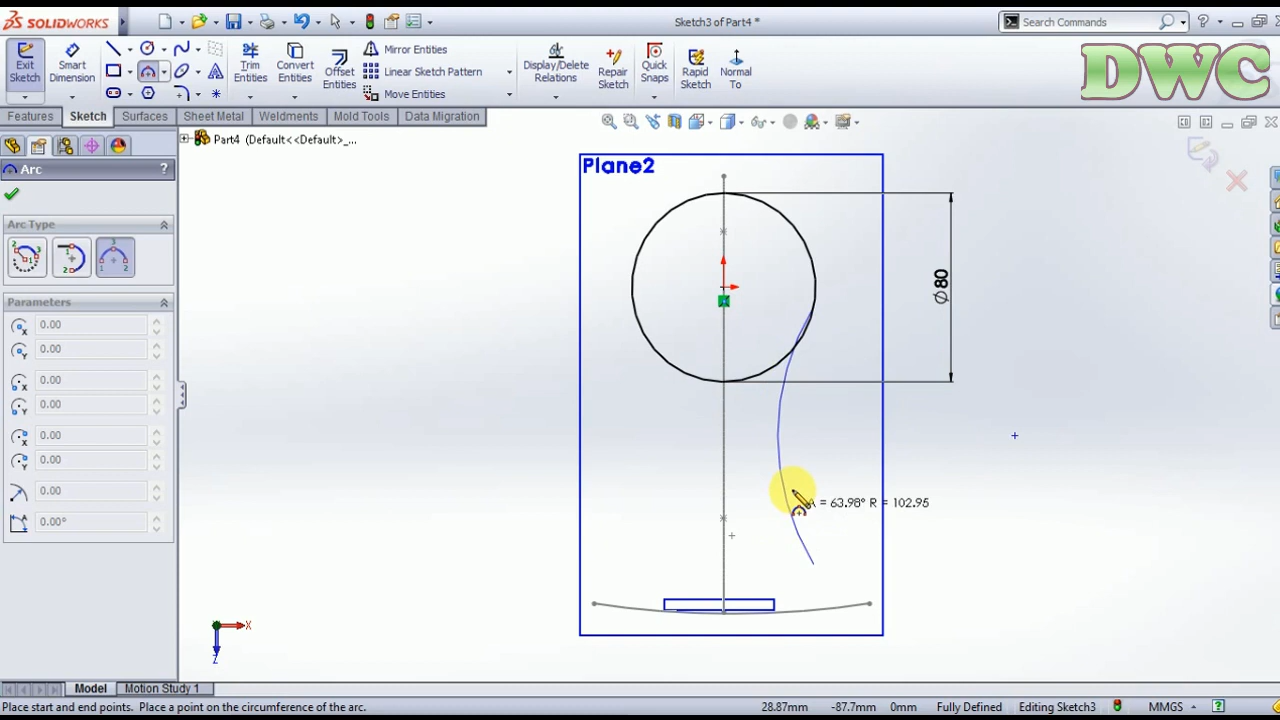 SOLIDWORKS
Sketch3 of Part4 *
Search Commands
DWC
Exit Sketch
Smart Dimension
Trim Entities
Convert Entities
Offset Entities
Mirror Entities
Linear Sketch Pattern
Move Entities
Display/Delete Relations
Repair Sketch
Quick Snaps
Rapid Sketch
Normal To
Features Sketch Surfaces Sheet Metal Weldments Mold Tools Data Migration
Part4 (Default<<Default>_...
Arc ?
Arc Type
Parameters
0.00
0.00
0.00
0.00
0.00
0.00
0.00
0.00°
Plane2
Ø80
A = 63.98° R = 102.95
X
Z
Model Motion Study 1
Place start and end points. Place a point on the circumference of the arc. 28.87mm -87.7mm 0mm Fully Defined Editing Sketch3 MMGS